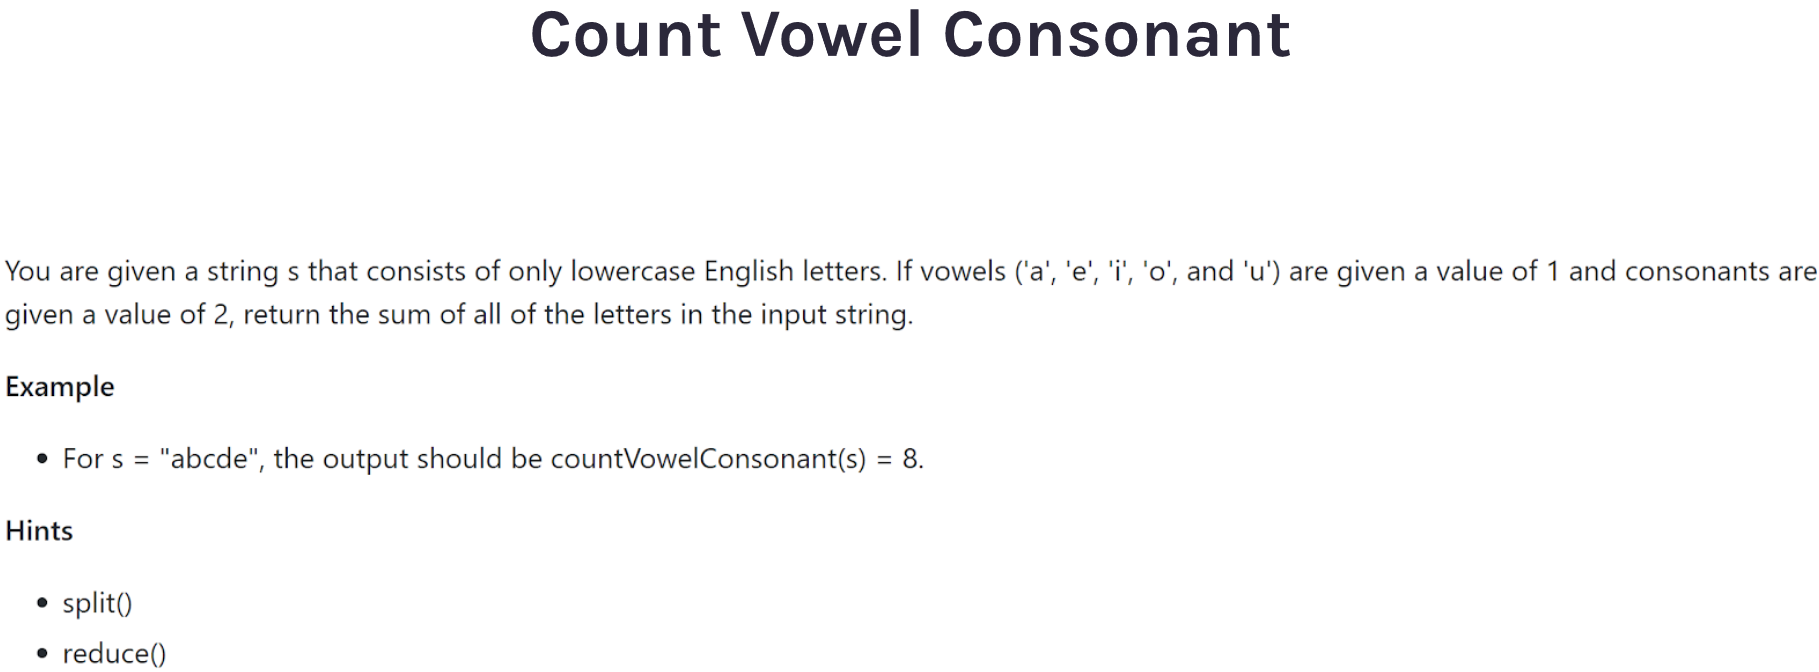 Count Vowel Consonant
You are given a string s that consists of only lowercase English letters. If vowels ('a', 'e', 'i', 'o', and 'u') are given a value of 1 and consonants are
given a value of 2, return the sum of all of the letters in the input string.
Example
• For s = "abcde", the output should be countVowelConsonant(s) = 8.
Hints
• split()
• reduce()